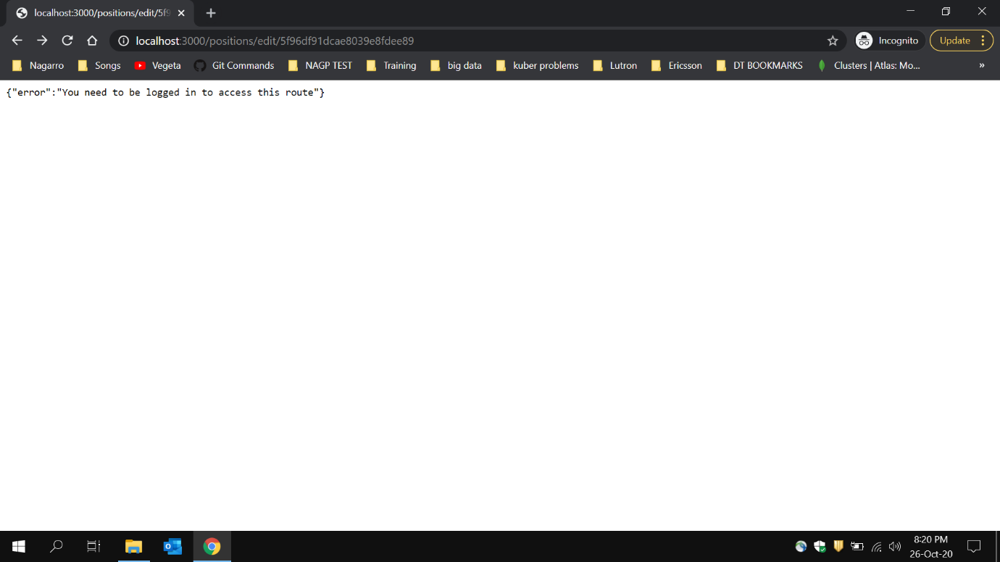 localhost:3000/positions/edit/5f9
localhost:3000/positions/edit/5f96df91dcae8039e8fdee89
Incognito
Update
Nagarro
Songs
Vegeta
Git Commands
NAGP TEST
Training
big data
kuber problems
Lutron
Ericsson
DT BOOKMARKS
Clusters | Atlas: Mo...
»
{"error":"You need to be logged in to access this route"}
8:20 PM
26-Oct-20